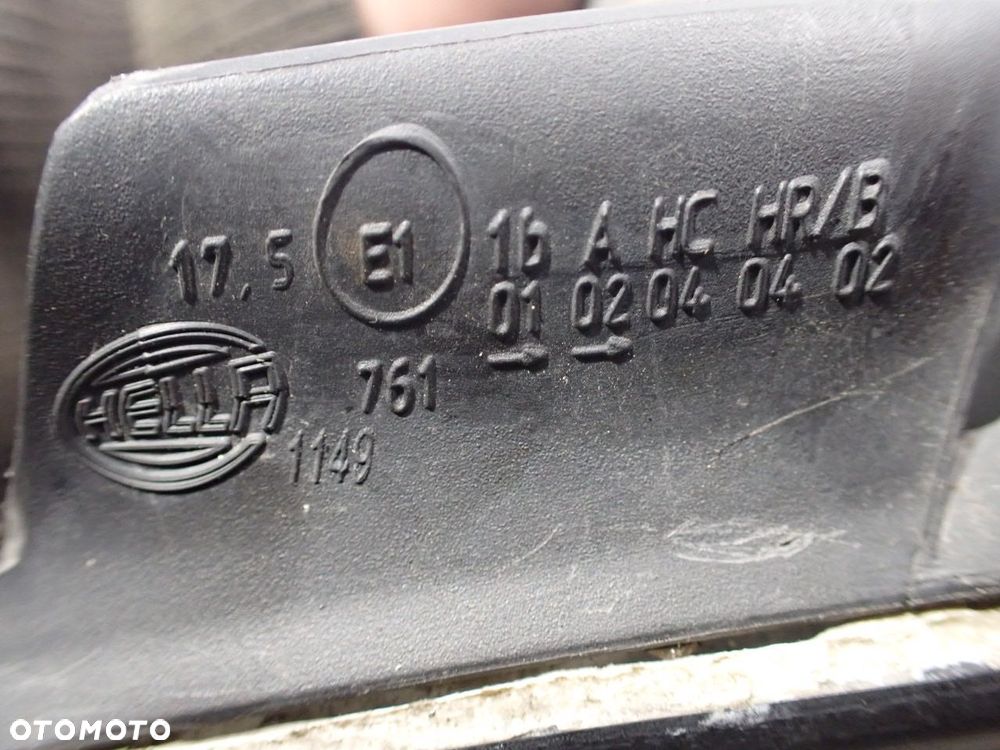 17.5 E1 1b A HC HR/B
01 02 04 04 02
HELLA 761
1149
OTOMOTO